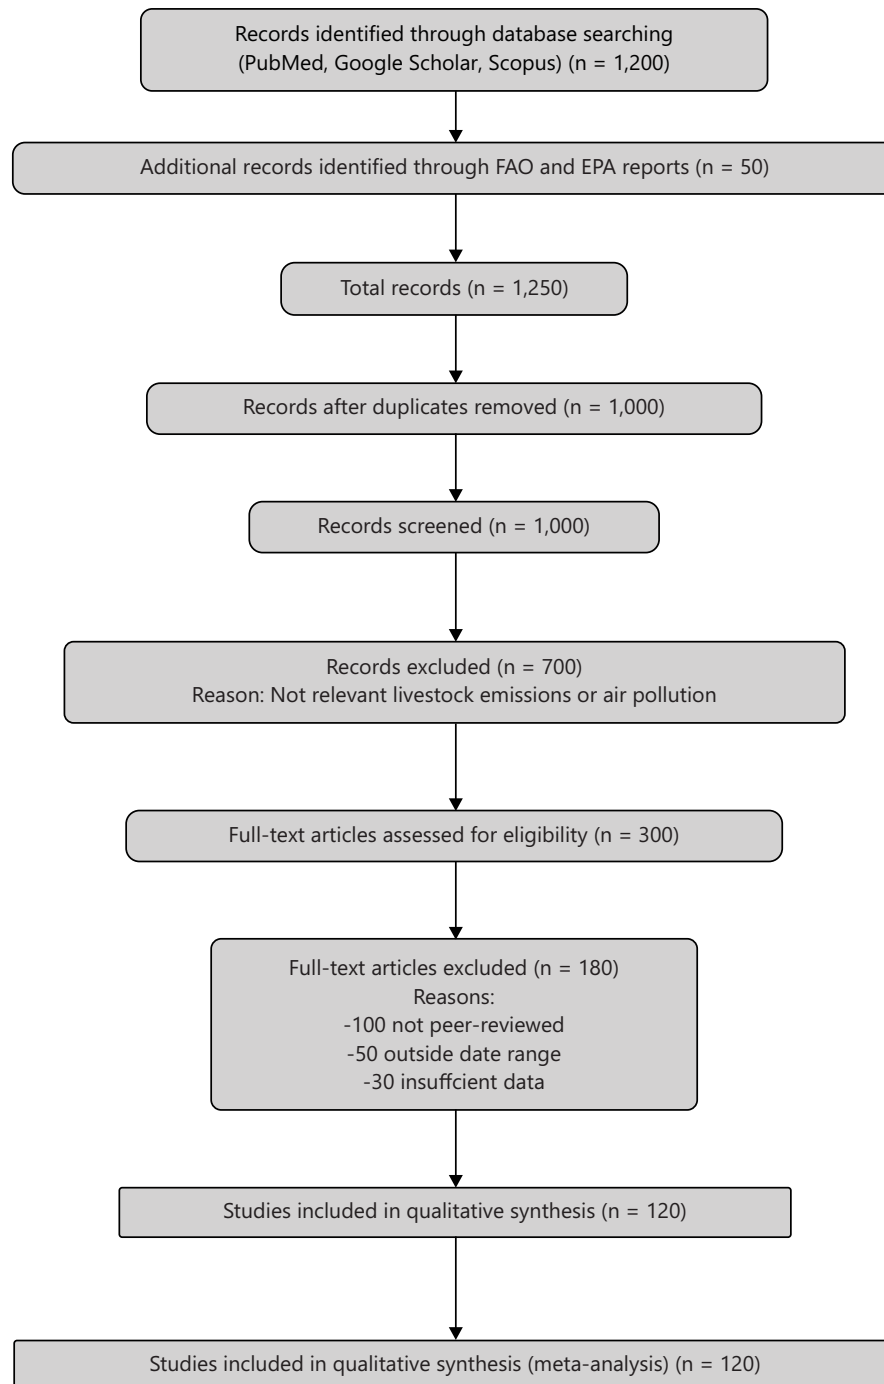 Records identified through database searching
(PubMed, Google Scholar, Scopus) (n = 1,200)
Additional records identified through FAO and EPA reports (n = 50)
Total records (n = 1,250)
Records after duplicates removed (n = 1,000)
Records screened (n = 1,000)
Records excluded (n = 700)
Reason: Not relevant livestock emissions or air pollution
Full-text articles assessed for eligibility (n = 300)
Full-text articles excluded (n = 180)
Reasons:
-100 not peer-reviewed
-50 outside date range
-30 insuffcient data
Studies included in qualitative synthesis (n = 120)
Studies included in qualitative synthesis (meta-analysis) (n = 120)